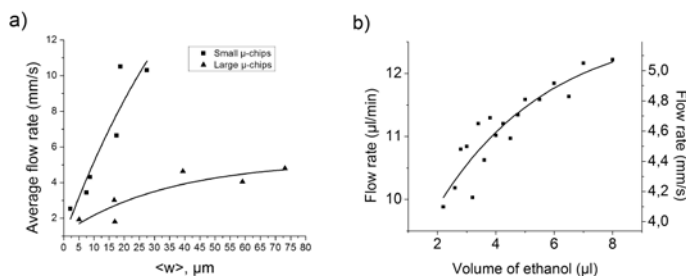 a)
Average flow rate (mm/s)
12
10
8
6
4
2
■ Small µ-chips
▲ Large µ-chips
0 5 10 15 20 25 30 35 40 45 50 55 60 65 70 75 80
<w>, µm
b)
Flow rate (µl/min)
12
11
10
5,0
4,8
4,6
4,4
4,2
4,0
Flow rate (mm/s)
2 4 6 8
Volume of ethanol (µl)